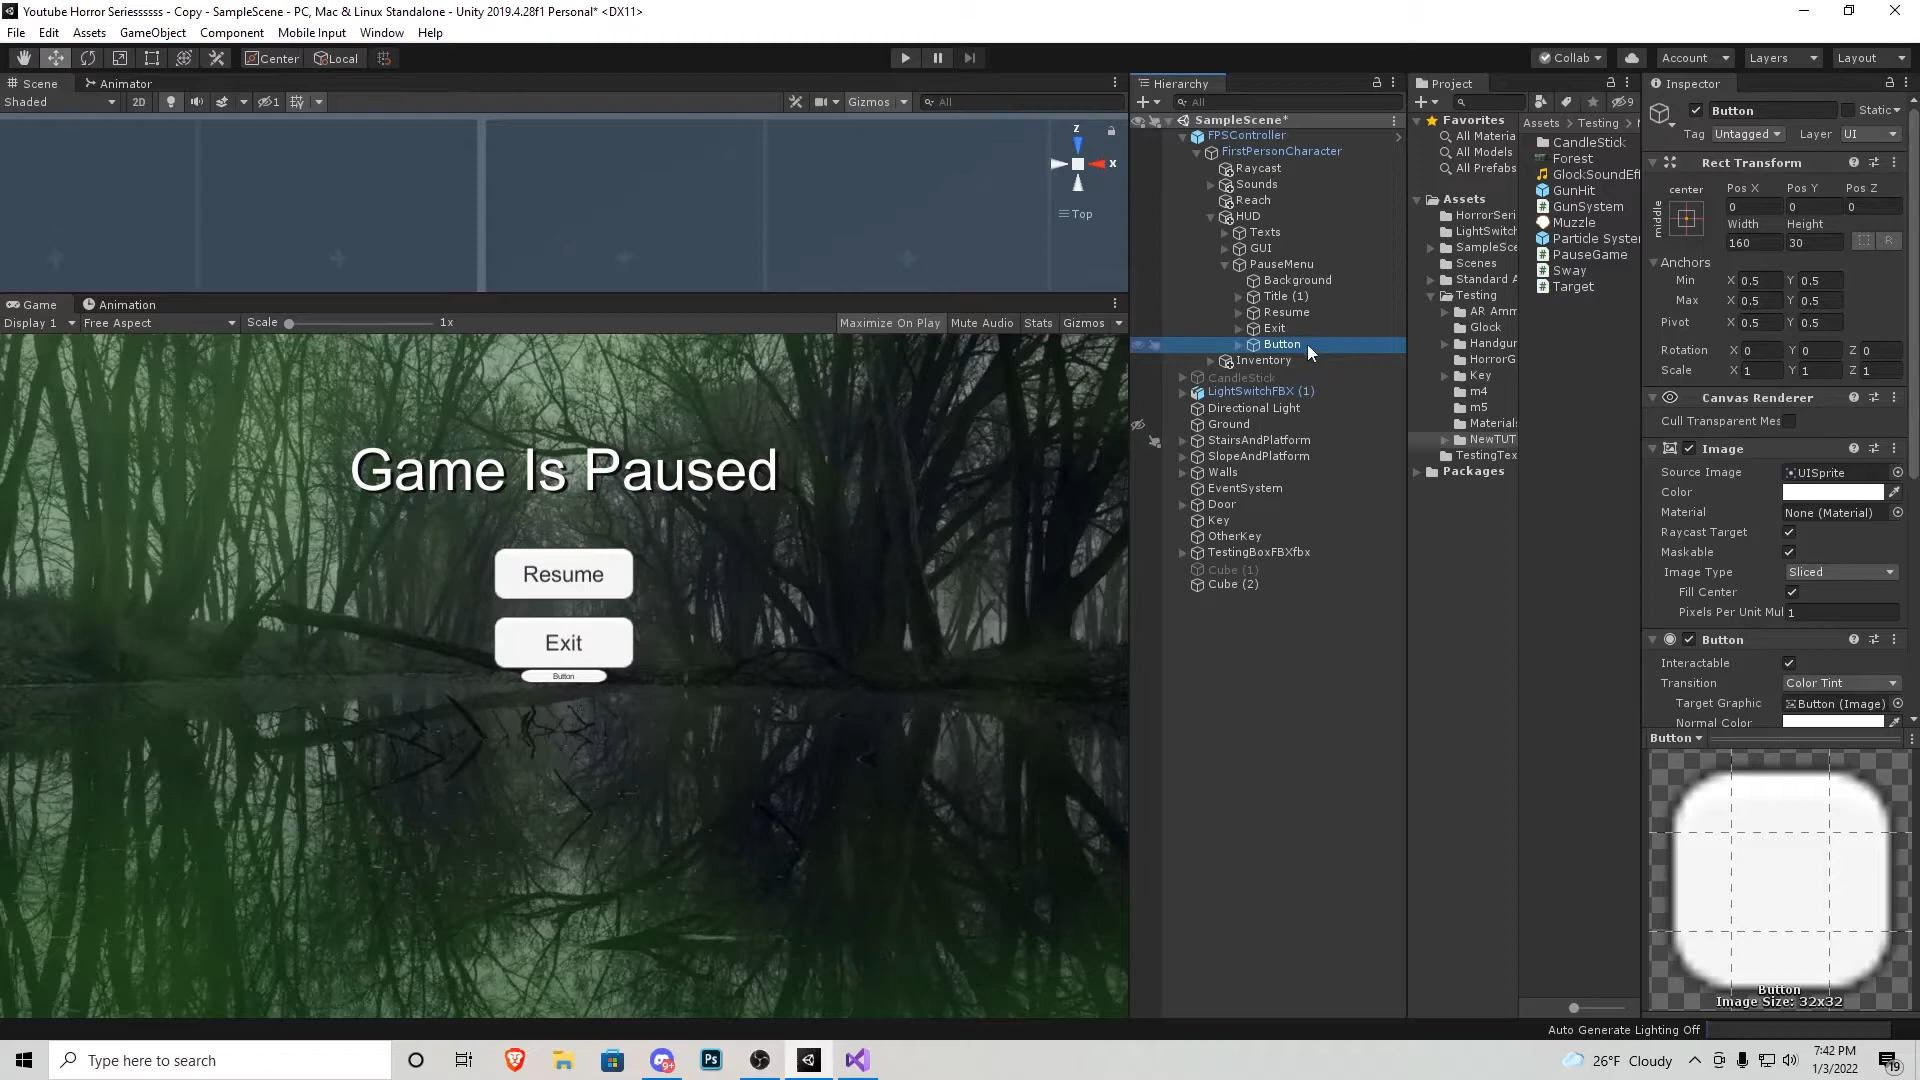 Youtube Horror Seriessssss - Copy - SampleScene - PC, Mac & Linux Standalone - Unity 2019.4.28f1 Personal* <DX11>
File Edit Assets GameObject Component Mobile Input Window Help
Center Local Collab Account Layers Layout
Scene Animator
Shaded 2D 1 Gizmos All
z
x
Top
Game Animation
Display 1 Free Aspect Scale 1x Maximize On Play Mute Audio Stats Gizmos
Game Is Paused
Resume
Exit
Button
Hierarchy
All
SampleScene*
FPSController
FirstPersonCharacter
Raycast
Sounds
Reach
HUD
Texts
GUI
PauseMenu
Background
Title (1)
Resume
Exit
Button
Inventory
CandleStick
LightSwitchFBX (1)
Directional Light
Ground
StairsAndPlatform
SlopeAndPlatform
Walls
EventSystem
Door
Key
OtherKey
TestingBoxFBXfbx
Cube (1)
Cube (2)
Project
9
Favorites
All Materia
All Models
All Prefabs
Assets
HorrorSeri
LightSwitch
SampleSce
Scenes
Standard A
Testing
AR Amm
Glock
Handgun
HorrorG
Key
m4
m5
Materials
NewTUT
TestingTex
Packages
Assets > Testing >
CandleStick
Forest
GlockSoundEff
GunHit
GunSystem
Muzzle
Particle System
PauseGame
Sway
Target
Inspector
Button Static
Tag Untagged Layer UI
Rect Transform
center
middle
Pos X Pos Y Pos Z
0 0 0
Width Height
160 30 R
Anchors
Min X 0.5 Y 0.5
Max X 0.5 Y 0.5
Pivot X 0.5 Y 0.5
Rotation X 0 Y 0 Z 0
Scale X 1 Y 1 Z 1
Canvas Renderer
Cull Transparent Mes
Image
Source Image UISprite
Color
Material None (Material)
Raycast Target
Maskable
Image Type Sliced
Fill Center
Pixels Per Unit Mul 1
Button
Interactable
Transition Color Tint
Target Graphic Button (Image)
Normal Color
Button
Button
Image Size: 32x32
Auto Generate Lighting Off
Type here to search
9+
Ps
26°F Cloudy
7:42 PM
1/3/2022
19